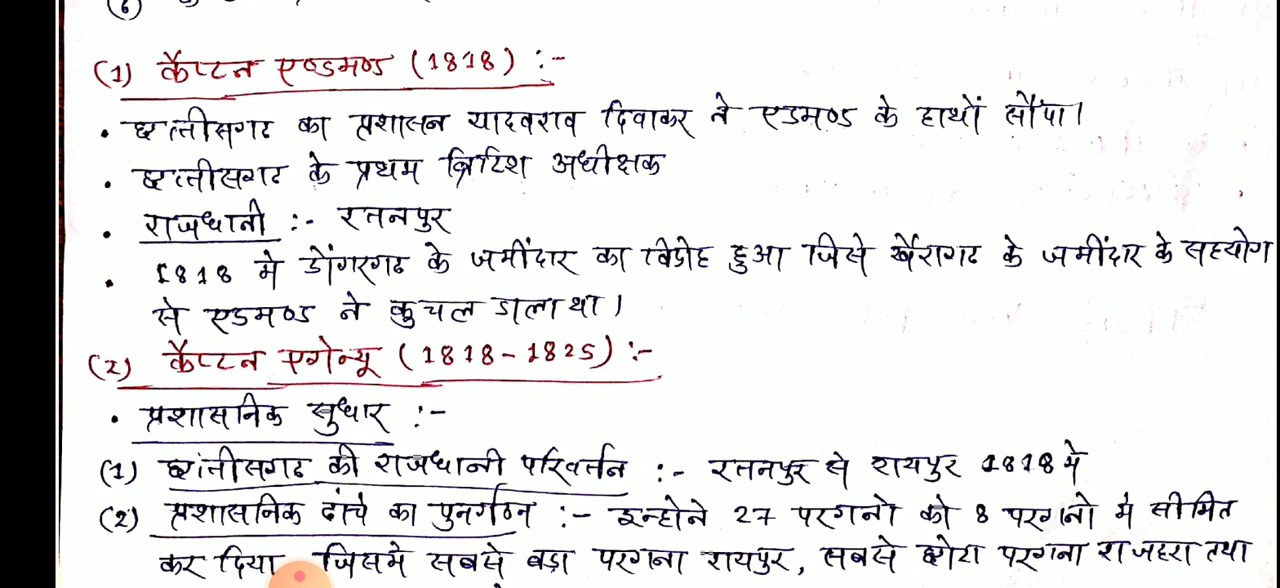 (6)
(1) कैप्टन एण्डमण्ड (1818) :-
• छत्तीसगढ का प्रशासन यादवराव दिवाकर ने एडमण्ड के हाथों सौंपा।
• छत्तीसगढ के प्रथम ब्रिटिश अधीक्षक
• राजधानी :- रतनपुर
• 1818 मे डोंगरगढ के जमींदार का विद्रोह हुआ जिसे खैरागढ के जमींदार के सहयोग
से एडमण्ड ने कुचल डाला था।
(2) कैप्टन एगेन्यू (1818-1825) :-
• प्रशासनिक सुधार :-
(1) छत्तीसगढ की राजधानी परिवर्तन :- रतनपुर से रायपुर 1818 मे
(2) प्रशासनिक ढांचे का पुनर्गठन :- इन्होने 27 परगनो को 8 परगनो मे सीमित
कर दिया जिसमे सबसे बड़ा परगना रायपुर, सबसे छोटा परगना राजहरा तथा